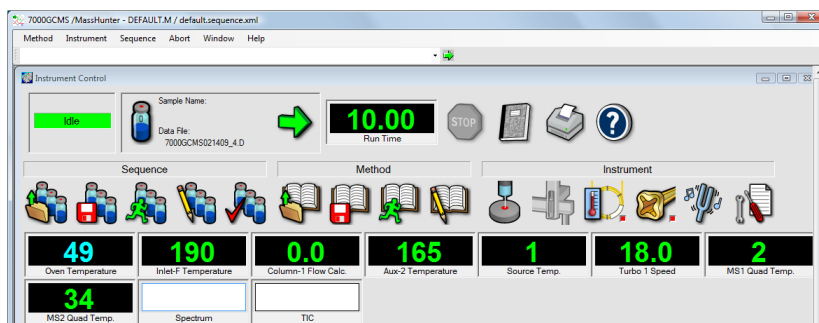 7000GCMS /MassHunter - DEFAULT.M / default.sequence.xml
Method Instrument Sequence Abort Window Help
Instrument Control
Idle
Sample Name:
Data File:
7000GCMS021409_4.D
10.00
Run Time
STOP
Sequence Method Instrument
49 190 0.0 165 1 18.0 2
Oven Temperature Inlet-F Temperature Column-1 Flow Calc. Aux-2 Temperature Source Temp. Turbo 1 Speed MS1 Quad Temp.
34
MS2 Quad Temp. Spectrum TIC